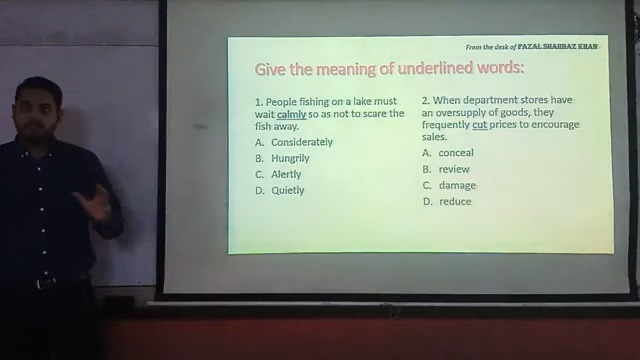 From the desk of FAZAL SHAHBAZ KHAN
Give the meaning of underlined words:
1. People fishing on a lake must
wait calmly so as not to scare the
fish away.
A. Considerately
B. Hungrily
C. Alertly
D. Quietly
2. When department stores have
an oversupply of goods, they
frequently cut prices to encourage
sales.
A. conceal
B. review
C. damage
D. reduce